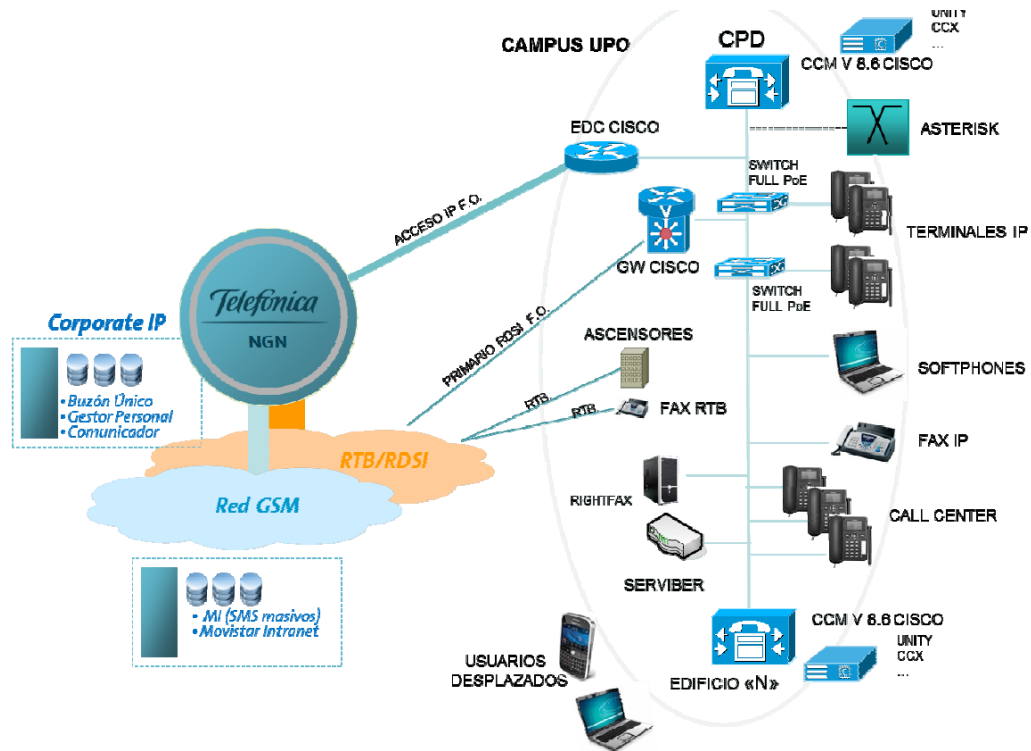 UNITY
CCX
...
CAMPUS UPO
CPD
CCM V 8.6 CISCO
EDC CISCO
ASTERISK
SWITCH
FULL PoE
ACCESO IP F.O.
V
TERMINALES IP
GW CISCO
SWITCH
FULL PoE
Telefónica
NGN
Corporate IP
PRIMARIO RDSI F.O.
ASCENSORES
• Buzón Único
• Gestor Personal
• Comunicador
RTB.
RTB.
FAX RTB
SOFTPHONES
FAX IP
RTB/RDSI
Red GSM
RIGHTFAX
CALL CENTER
SERVIBER
• MI (SMS masivos)
• Movistar Intranet
CCM V 8.6 CISCO
UNITY
CCX
...
USUARIOS
DESPLAZADOS
EDIFICIO «N»